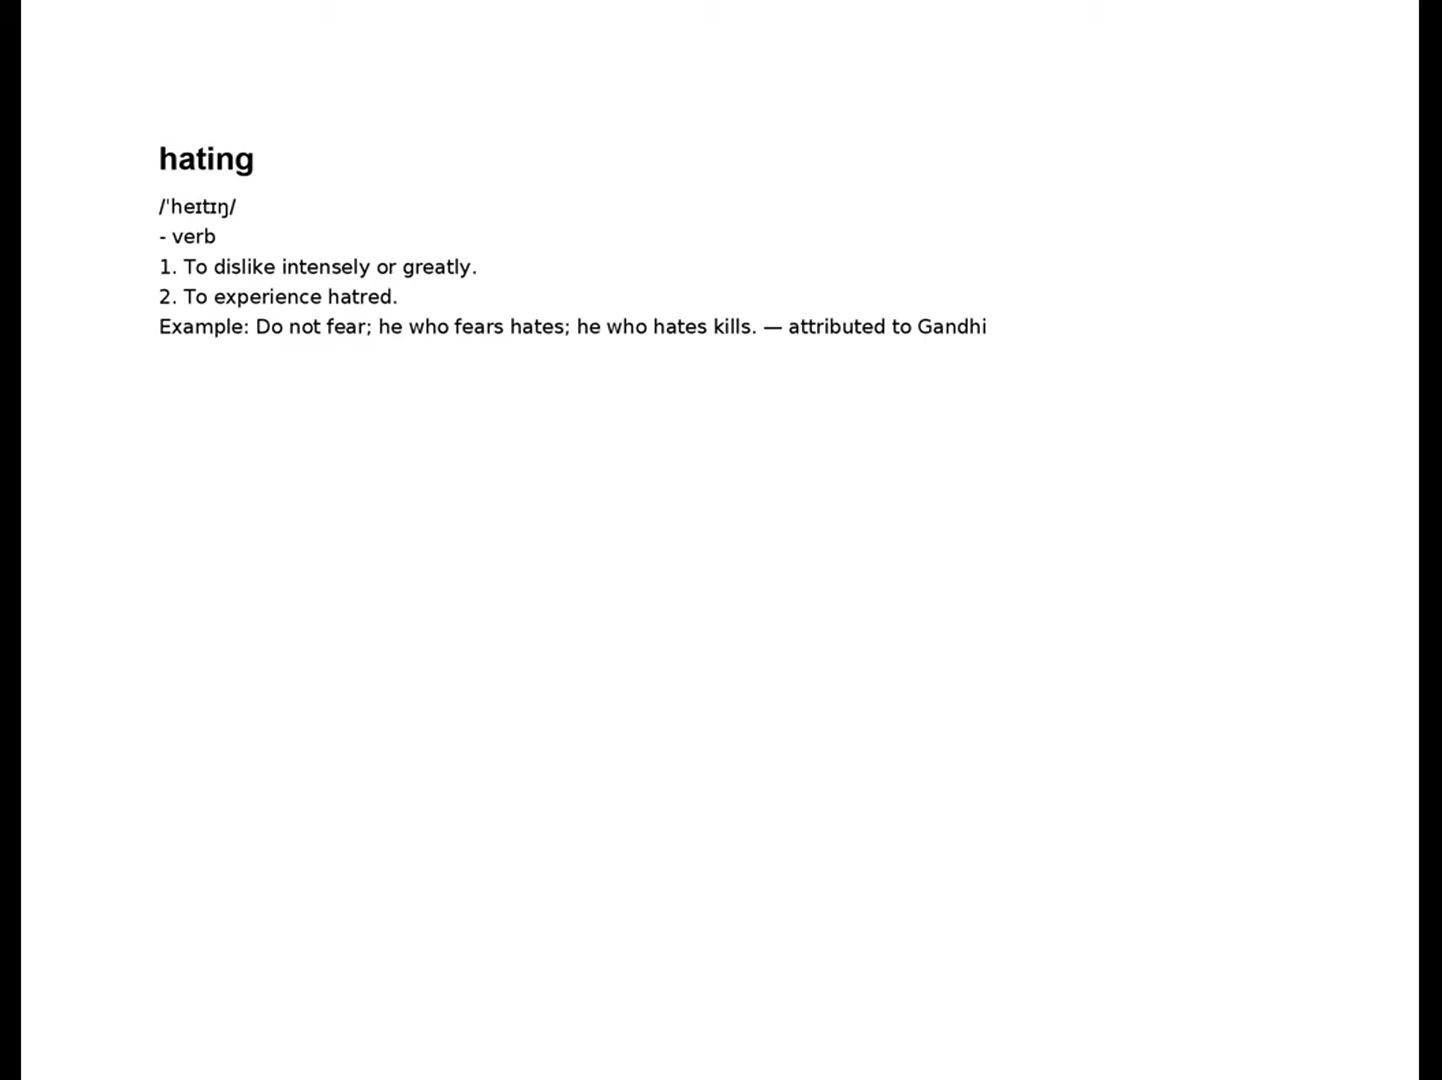 hating
/ˈheɪtɪŋ/
- verb
1. To dislike intensely or greatly.
2. To experience hatred.
Example: Do not fear; he who fears hates; he who hates kills. — attributed to Gandhi